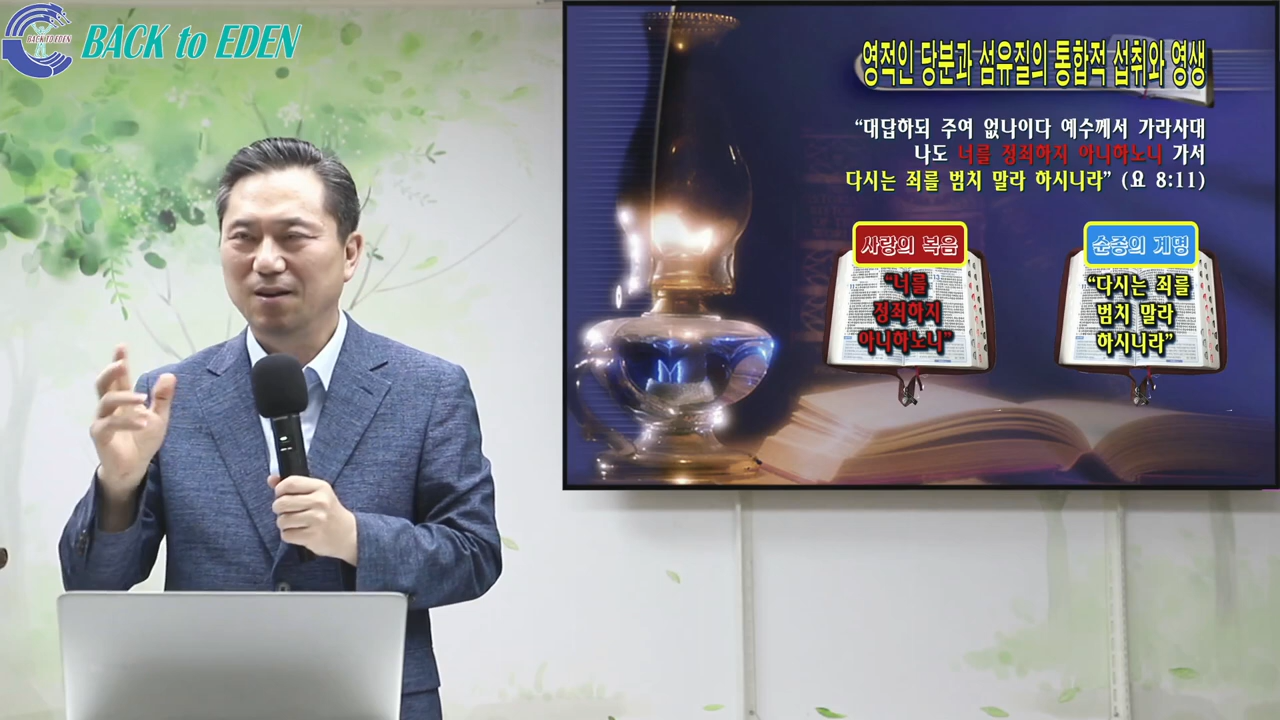 BACK to EDEN
BACK TO EDEN
영적인 당분과 섬유질의 통합적 섭취와 영생
“대답하되 주여 없나이다 예수께서 가라사대
나도 너를 정죄하지 아니하노니 가서
다시는 죄를 범치 말라 하시니라” (요 8:11)
사랑의 복음
“너를
정죄하지
아니하노니”
순종의 계명
“다시는 죄를
범치 말라
하시니라”